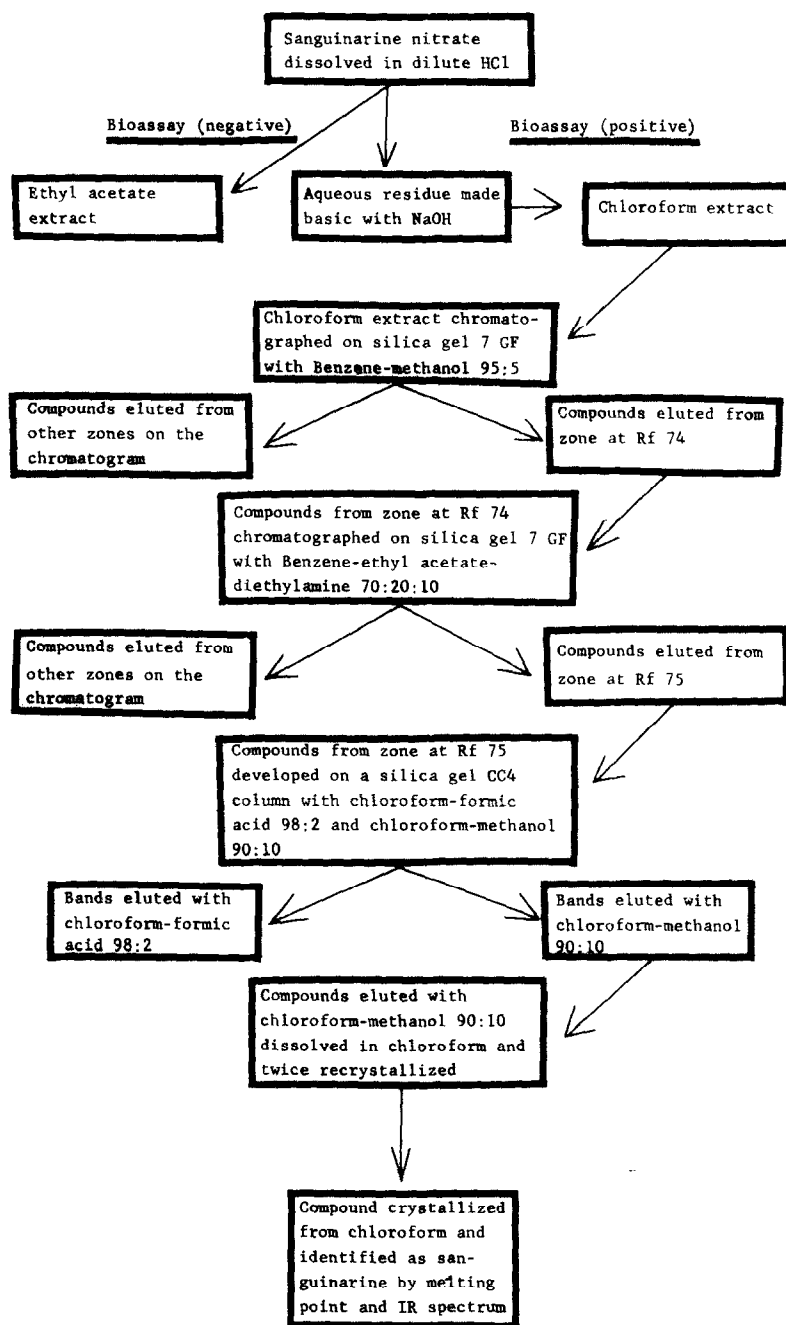 Sanguinarine nitrate
dissolved in dilute HCl
Bioassay (negative)
Bioassay (positive)
Ethyl acetate
extract
Aqueous residue made
basic with NaOH
Chloroform extract
Chloroform extract chromato-
graphed on silica gel 7 GF
with Benzene-methanol 95:5
Compounds eluted from
other zones on the
chromatogram
Compounds eluted from
zone at Rf 74
Compounds from zone at Rf 74
chromatographed on silica gel 7 GF
with Benzene-ethyl acetate-
diethylamine 70:20:10
Compounds eluted from
other zones on the
chromatogram
Compounds eluted from
zone at Rf 75
Compounds from zone at Rf 75
developed on a silica gel CC4
column with chloroform-formic
acid 98:2 and chloroform-methanol
90:10
Bands eluted with
chloroform-formic
acid 98:2
Bands eluted with
chloroform-methanol
90:10
Compounds eluted with
chloroform-methanol 90:10
dissolved in chloroform and
twice recrystallized
Compound crystallized
from chloroform and
identified as san-
guinarine by melting
point and IR spectrum